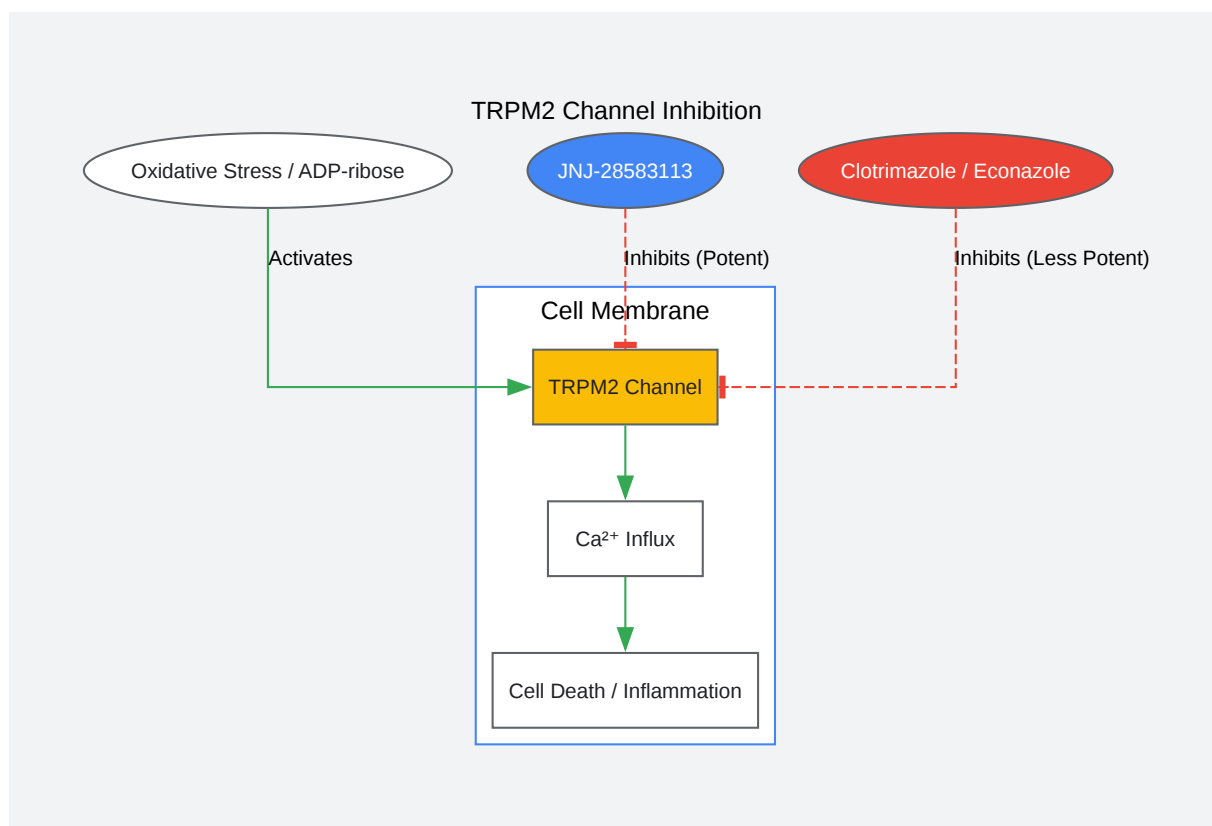 TRPM2 Channel Inhibition
Oxidative Stress / ADP-ribose
JNJ-28583113
Clotrimazole / Econazole
Activates
Inhibits (Potent)
Inhibits (Less Potent)
Cell Membrane
TRPM2 Channel
Ca²⁺ Influx
Cell Death / Inflammation